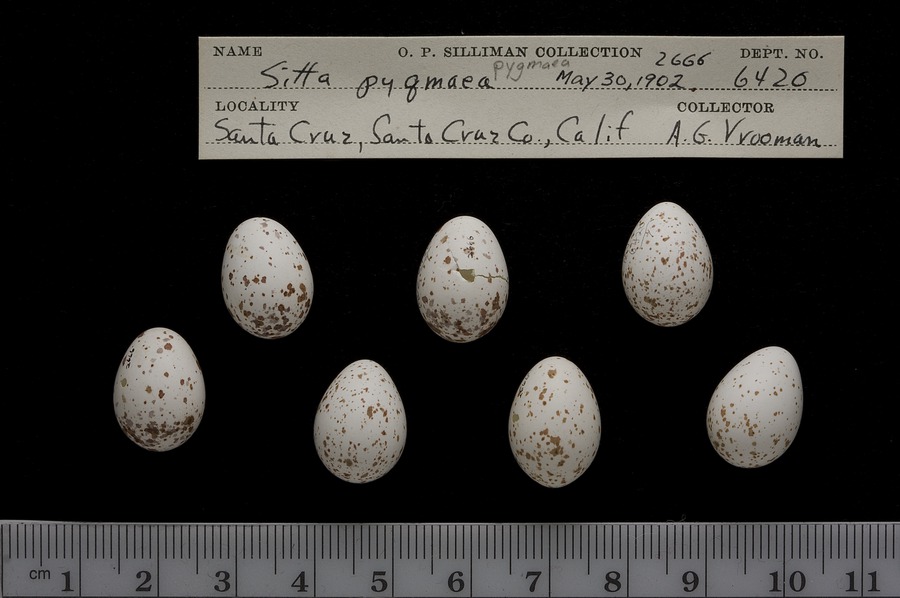 NAME O. P. SILLIMAN COLLECTION 2666 DEPT. NO.
Sitta pygmaea pygmaea May 30, 1902. 6420
LOCALITY COLLECTOR
Santa Cruz, Santa Cruz Co., Calif A. G. Vrooman
cm 1 2 3 4 5 6 7 8 9 10 11